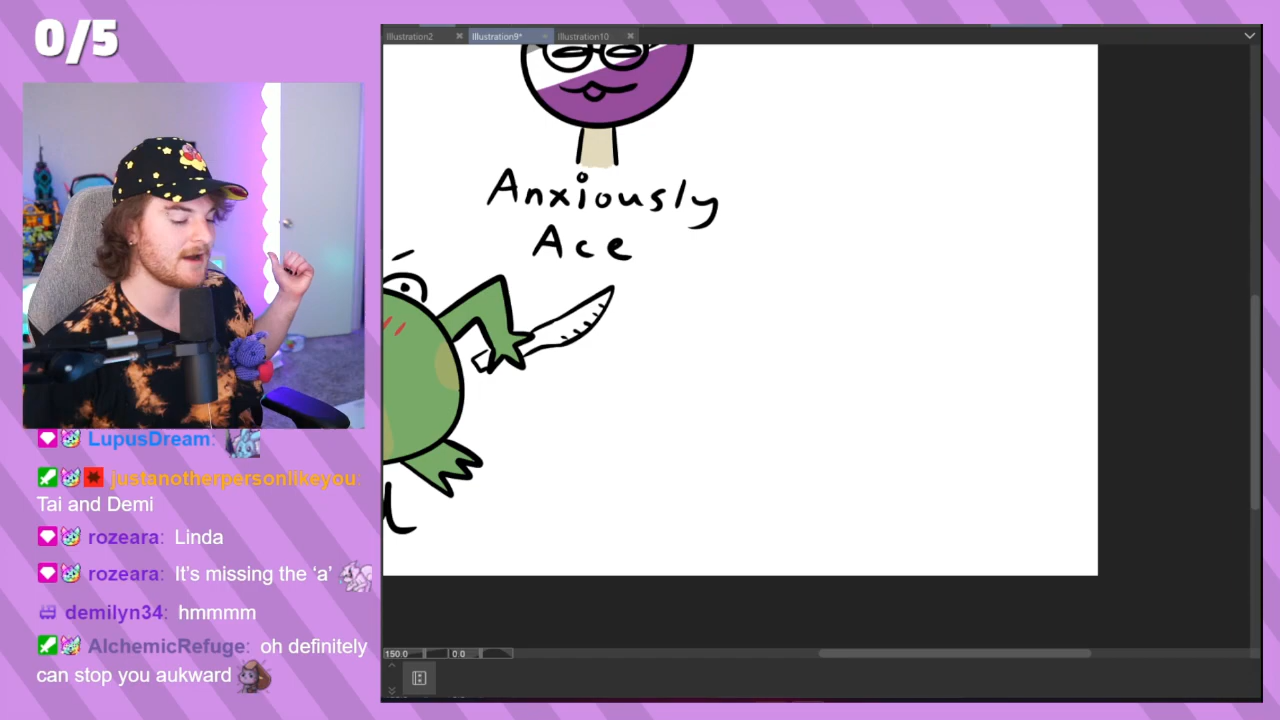 0/5
Illustration2
Illustration9*
Illustration10
Anxiously
Ace
LupusDream:
justanotherpersonlikeyou:
Tai and Demi
rozeara: Linda
rozeara: It's missing the 'a'
demilyn34: hmmmm
AlchemicRefuge: oh definitely
can stop you aukward
150.0
0.0